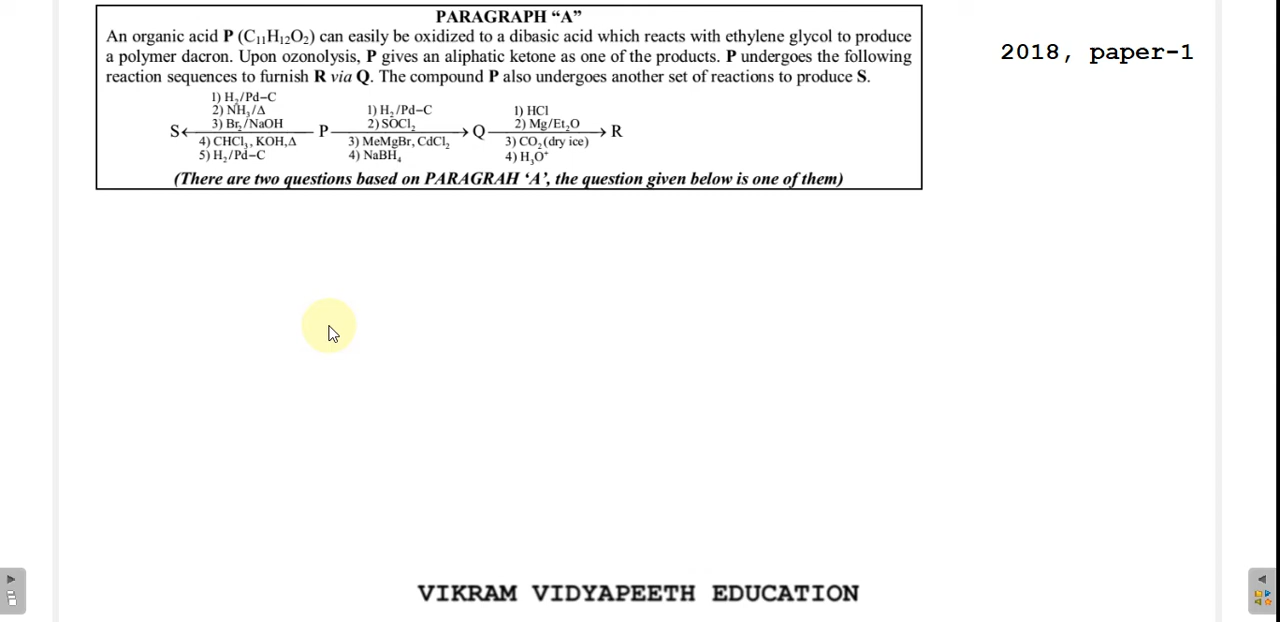 PARAGRAPH “A”
An organic acid P (C₁₁H₁₂O₂) can easily be oxidized to a dibasic acid which reacts with ethylene glycol to produce
a polymer dacron. Upon ozonolysis, P gives an aliphatic ketone as one of the products. P undergoes the following
reaction sequences to furnish R via Q. The compound P also undergoes another set of reactions to produce S.
2018, paper-1
1) H₂/Pd–C
2) NH₃/Δ
3) Br₂/NaOH
4) CHCl₃, KOH,Δ
5) H₂/Pd–C
1) H₂/Pd–C
2) SOCl₂
3) MeMgBr, CdCl₂
4) NaBH₄
1) HCl
2) Mg/Et₂O
3) CO₂(dry ice)
4) H₃O⁺
S← P → Q → R
(There are two questions based on PARAGRAH ‘A’, the question given below is one of them)
VIKRAM VIDYAPEETH EDUCATION